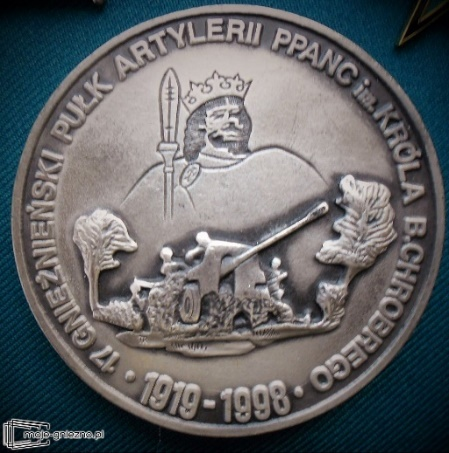 17 GNIEŹNIEŃSKI PUŁK ARTYLERII PPANC im. KRÓLA B.CHROBREGO
· 1919-1998 ·
moje-gniezno.pl